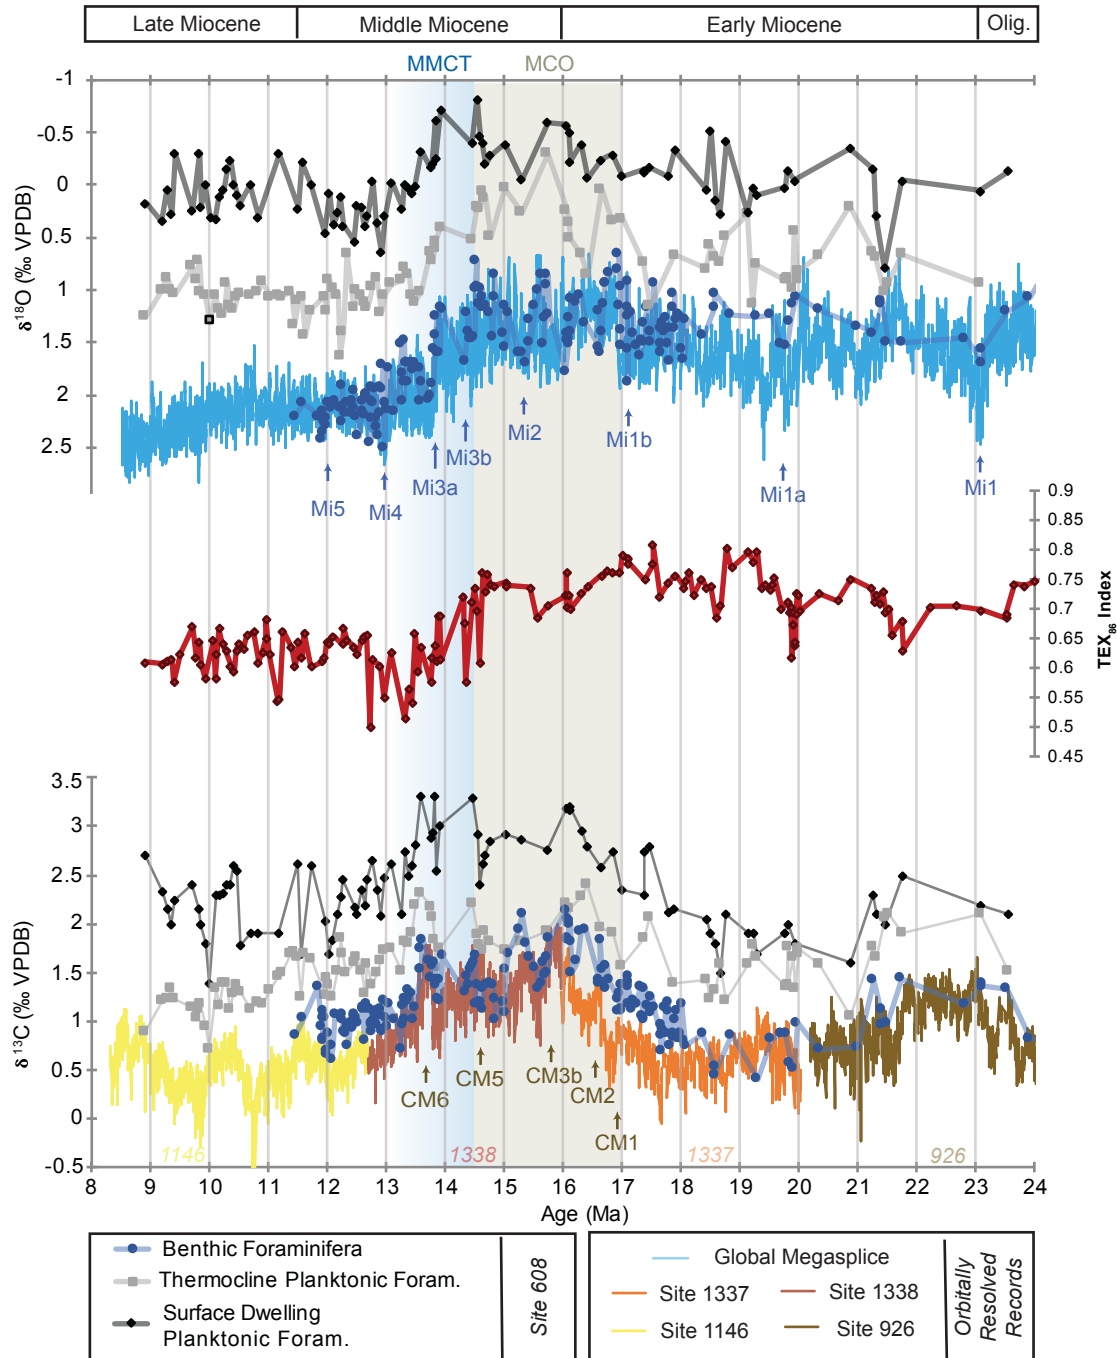 Late Miocene Middle Miocene Early Miocene Olig.
MMCT MCO
-1
-0.5
0
0.5
1
1.5
2
2.5
δ18O (‰ VPDB)
Mi5 Mi4 Mi3a Mi3b Mi2 Mi1b Mi1a Mi1
0.9
0.85
0.8
0.75
0.7
0.65
0.6
0.55
0.5
0.45
TEX86 Index
3.5
3
2.5
2
1.5
1
0.5
0
-0.5
δ13C (‰ VPDB)
CM6 CM5 CM3b CM2 CM1
1146 1338 1337 926
8 9 10 11 12 13 14 15 16 17 18 19 20 21 22 23 24
Age (Ma)
Benthic Foraminifera
Thermocline Planktonic Foram.
Surface Dwelling
Planktonic Foram.
Site 608
Global Megasplice
Site 1337 Site 1338
Site 1146 Site 926
Orbitally
Resolved
Records